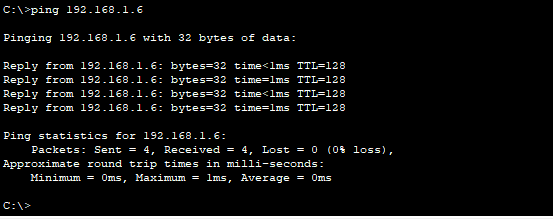 C:\>ping 192.168.1.6
Pinging 192.168.1.6 with 32 bytes of data:
Reply from 192.168.1.6: bytes=32 time<1ms TTL=128
Reply from 192.168.1.6: bytes=32 time=1ms TTL=128
Reply from 192.168.1.6: bytes=32 time<1ms TTL=128
Reply from 192.168.1.6: bytes=32 time=1ms TTL=128
Ping statistics for 192.168.1.6:
    Packets: Sent = 4, Received = 4, Lost = 0 (0% loss),
Approximate round trip times in milli-seconds:
    Minimum = 0ms, Maximum = 1ms, Average = 0ms
C:\>